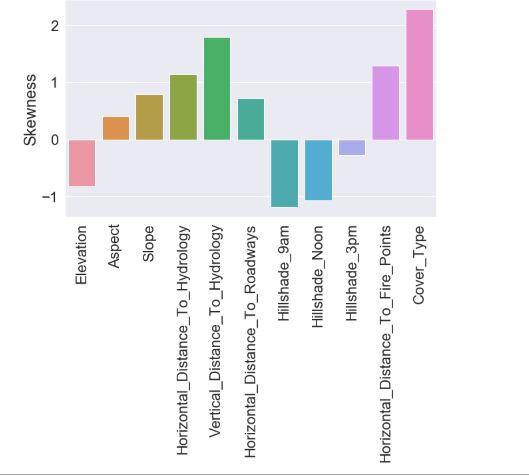 Skewness
2
1
0
−1
Elevation
Aspect
Slope
Horizontal_Distance_To_Hydrology
Vertical_Distance_To_Hydrology
Horizontal_Distance_To_Roadways
Hillshade_9am
Hillshade_Noon
Hillshade_3pm
Horizontal_Distance_To_Fire_Points
Cover_Type